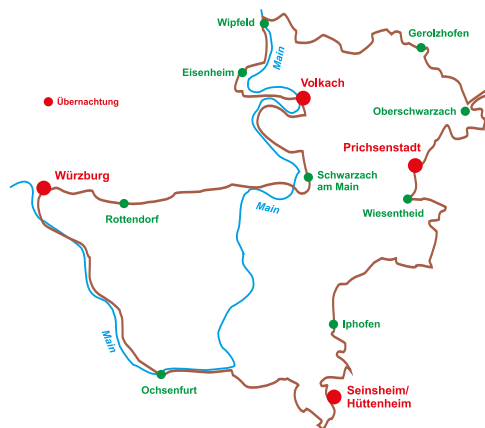 Wipfeld
Main
Gerolzhofen
Eisenheim
Volkach
Übernachtung
Oberschwarzach
Prichsenstadt
Würzburg
Schwarzach
am Main
Rottendorf
Main
Wiesentheid
Iphofen
Main
Ochsenfurt
Seinsheim/
Hüttenheim